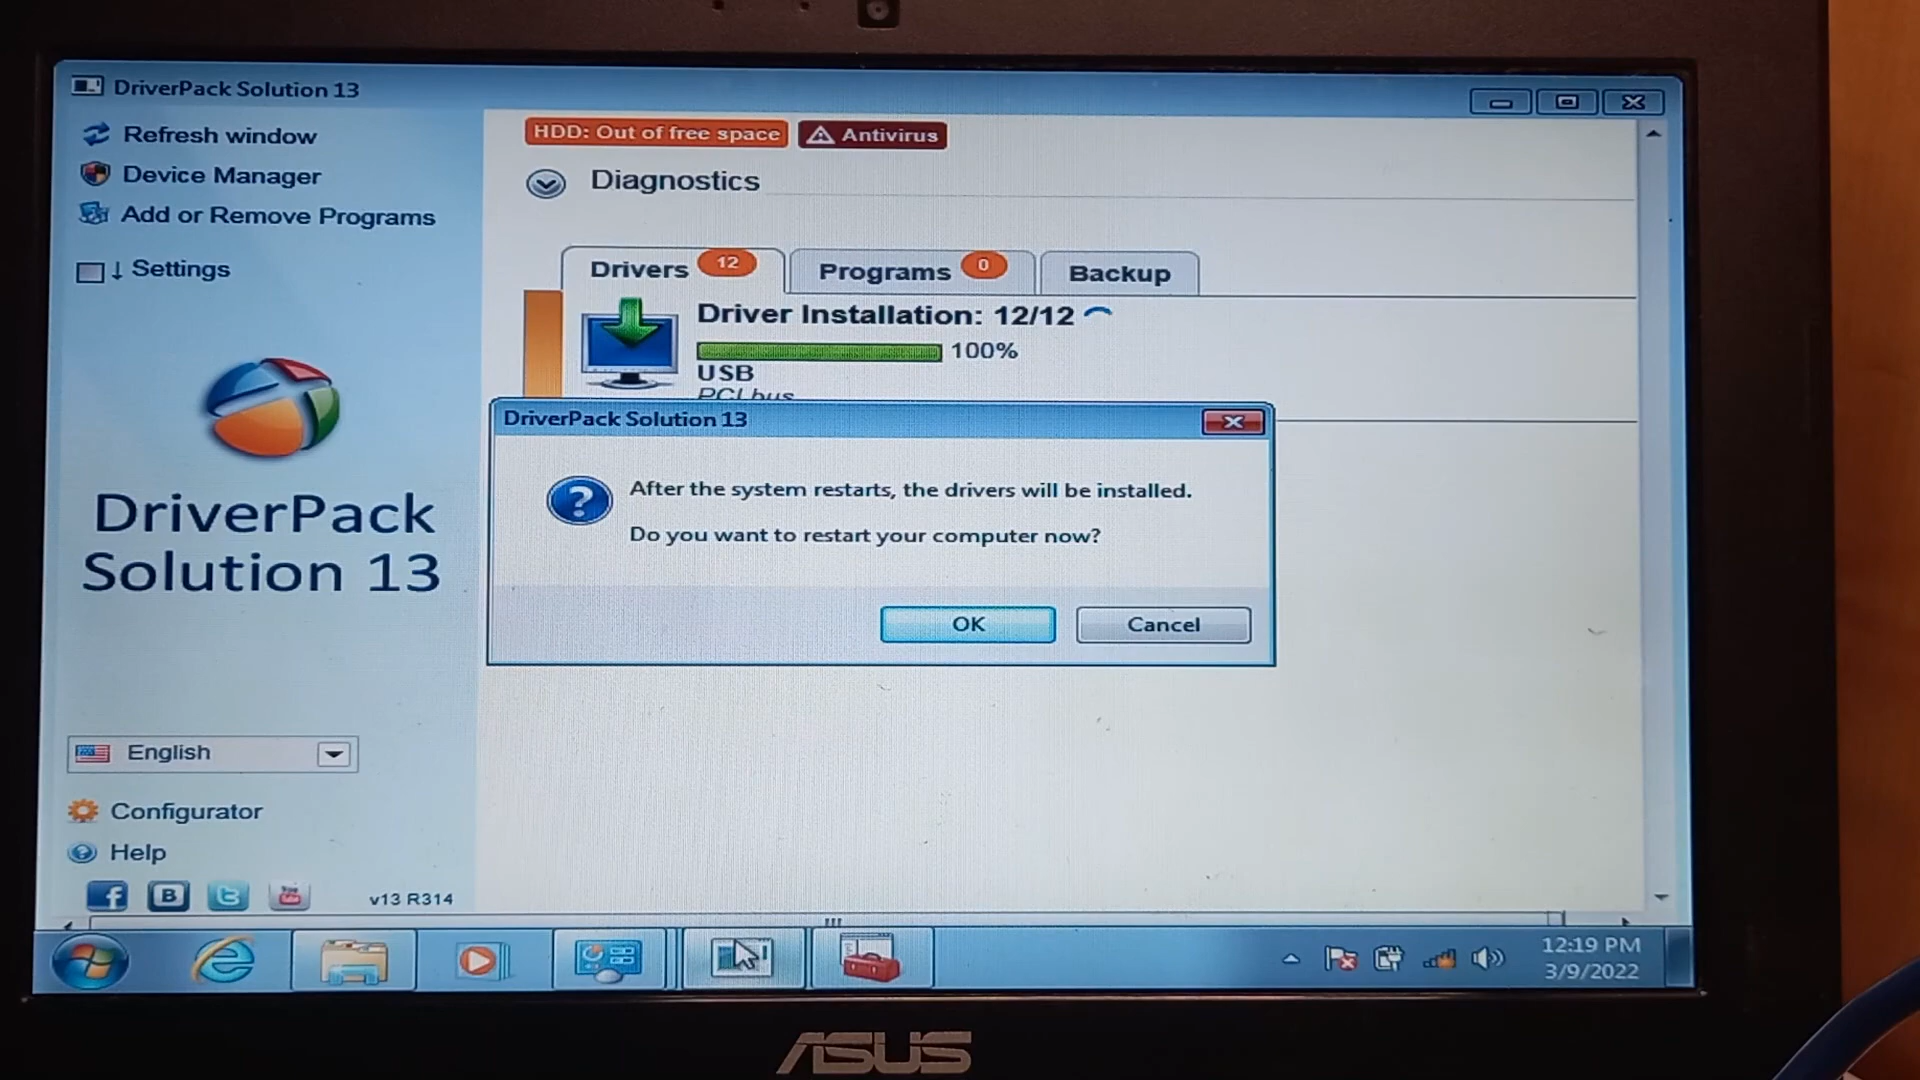 DriverPack Solution 13
Refresh window
Device Manager
Add or Remove Programs
↓ Settings
DriverPack
Solution 13
English
Configurator
Help
v13 R314
HDD: Out of free space
Antivirus
Diagnostics
Drivers 12
Programs 0
Backup
Driver Installation: 12/12
100%
USB
PCI bus
DriverPack Solution 13
After the system restarts, the drivers will be installed.
Do you want to restart your computer now?
OK
Cancel
12:19 PM
3/9/2022
ASUS